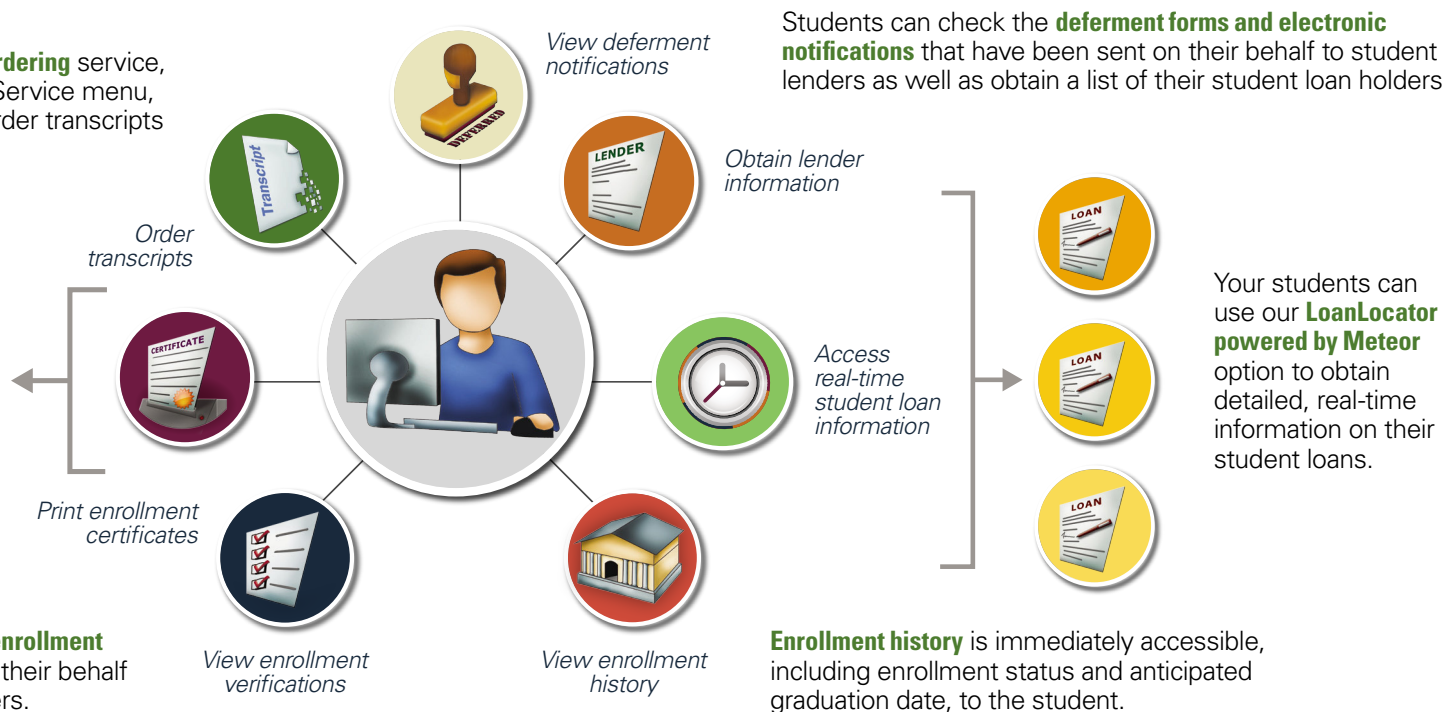 rdering service,
Service menu,
rder transcripts
View deferment
notifications
Students can check the deferment forms and electronic
notifications that have been sent on their behalf to student
lenders as well as obtain a list of their student loan holders
DEFERRED
LENDER
Obtain lender
information
Transcript
Order
transcripts
CERTIFICATE
Access
real-time
student loan
information
LOAN
LOAN
LOAN
Your students can
use our LoanLocator
powered by Meteor
option to obtain
detailed, real-time
information on their
student loans.
Print enrollment
certificates
enrollment
their behalf
ers.
View enrollment
verifications
View enrollment
history
Enrollment history is immediately accessible,
including enrollment status and anticipated
graduation date, to the student.